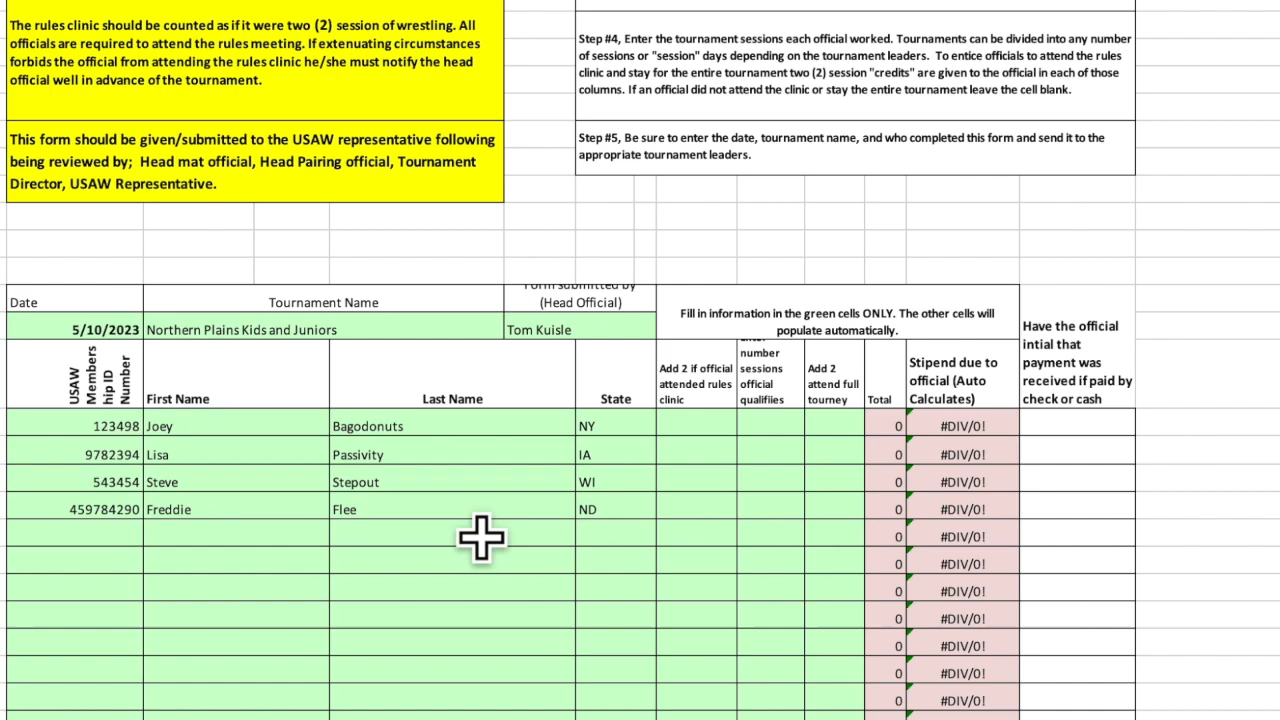 The rules clinic should be counted as if it were two (2) session of wrestling. All
officials are required to attend the rules meeting. If extenuating circumstances
forbids the official from attending the rules clinic he/she must notify the head
official well in advance of the tournament.
This form should be given/submitted to the USAW representative following
being reviewed by; Head mat official, Head Pairing official, Tournament
Director, USAW Representative.
Step #4, Enter the tournament sessions each official worked. Tournaments can be divided into any number
of sessions or "session" days depending on the tournament leaders. To entice officials to attend the rules
clinic and stay for the entire tournament two (2) session "credits" are given to the official in each of those
columns. If an official did not attend the clinic or stay the entire tournament leave the cell blank.
Step #5, Be sure to enter the date, tournament name, and who completed this form and send it to the
appropriate tournament leaders.
Date
Tournament Name
Form submitted by
(Head Official)
Fill in information in the green cells ONLY. The other cells will
populate automatically.
5/10/2023 Northern Plains Kids and Juniors Tom Kuisle
USAW
Members
hip ID
Number
First Name
Last Name
State
Add 2 if official
attended rules
clinic
number
sessions
official
qualifiies
Add 2
attend full
tourney
Total
Stipend due to
official (Auto
Calculates)
Have the official
intial that
payment was
received if paid by
check or cash
123498 Joey Bagodonuts NY 0 #DIV/0!
9782394 Lisa Passivity IA 0 #DIV/0!
543454 Steve Stepout WI 0 #DIV/0!
459784290 Freddie Flee ND 0 #DIV/0!
0 #DIV/0!
0 #DIV/0!
0 #DIV/0!
0 #DIV/0!
0 #DIV/0!
0 #DIV/0!
0 #DIV/0!